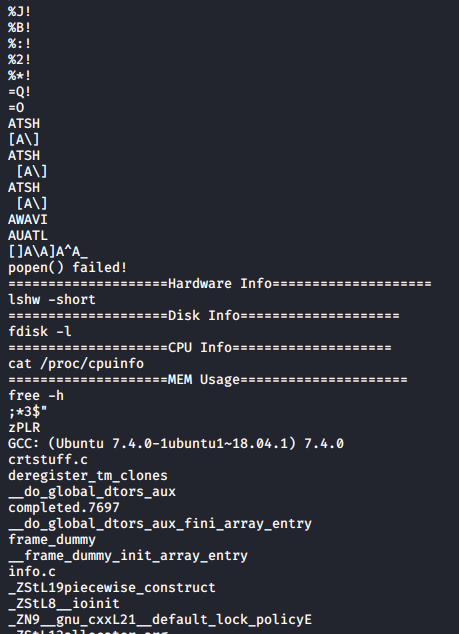 %J!
%B!
%:!
%2!
%*!
=Q!
=O
ATSH
[A\]
ATSH
[A\]
ATSH
[A\]
AWAVI
AUATL
[]A\A]A^A_
popen() failed!
====================Hardware Info====================
lshw -short
====================Disk Info====================
fdisk -l
====================CPU Info====================
cat /proc/cpuinfo
====================MEM Usage=====================
free -h
;*3$"
zPLR
GCC: (Ubuntu 7.4.0-1ubuntu1~18.04.1) 7.4.0
crtstuff.c
deregister_tm_clones
__do_global_dtors_aux
completed.7697
__do_global_dtors_aux_fini_array_entry
frame_dummy
__frame_dummy_init_array_entry
info.c
_ZStL19piecewise_construct
_ZStL8__ioinit
_ZN9__gnu_cxxL21__default_lock_policyE